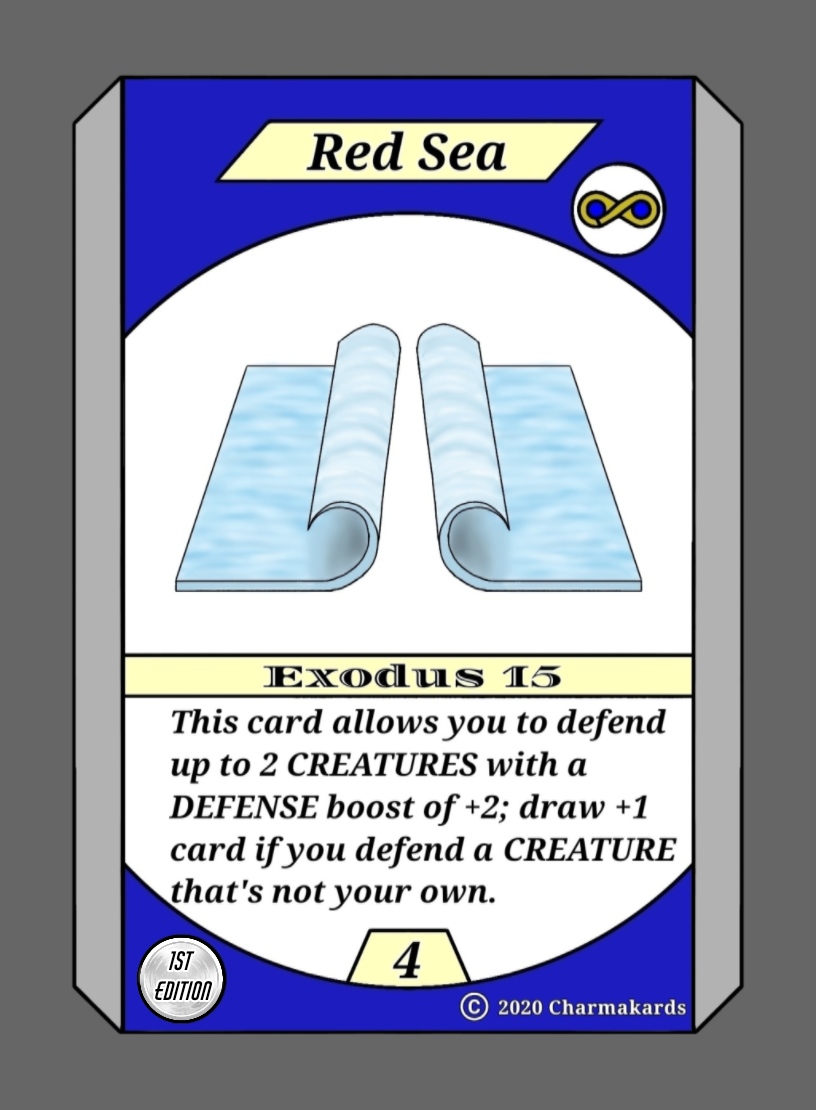 Red Sea
Exodus 15
This card allows you to defend
up to 2 CREATURES with a
DEFENSE boost of +2; draw +1
card if you defend a CREATURE
that's not your own.
4
1ST
EDITION
© 2020 Charmakards